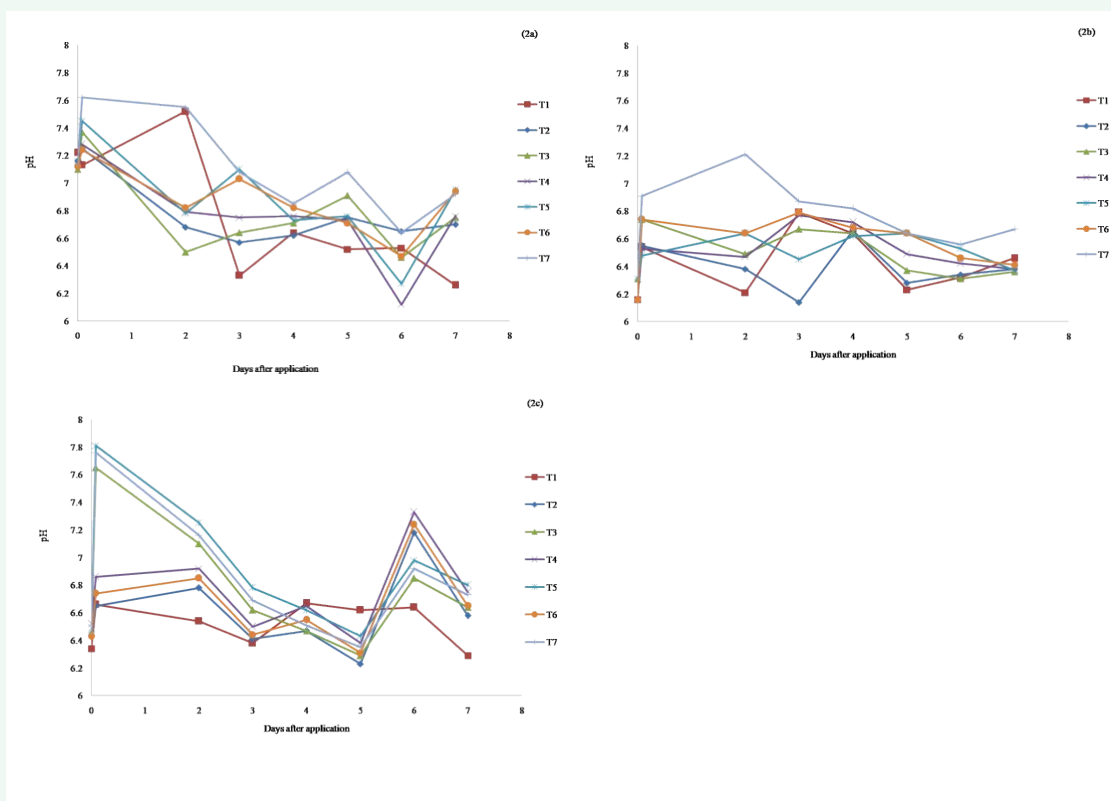 (2a)
8
7.8
7.6
7.4
7.2
7
6.8
6.6
6.4
6.2
6
pH
0 1 2 3 4 5 6 7 8
Days after application
T1
T2
T3
T4
T5
T6
T7
(2b)
8
7.8
7.6
7.4
7.2
7
6.8
6.6
6.4
6.2
6
pH
0 1 2 3 4 5 6 7 8
Days after application
T1
T2
T3
T4
T5
T6
T7
(2c)
8
7.8
7.6
7.4
7.2
7
6.8
6.6
6.4
6.2
6
pH
0 1 2 3 4 5 6 7 8
Days after application
T1
T2
T3
T4
T5
T6
T7